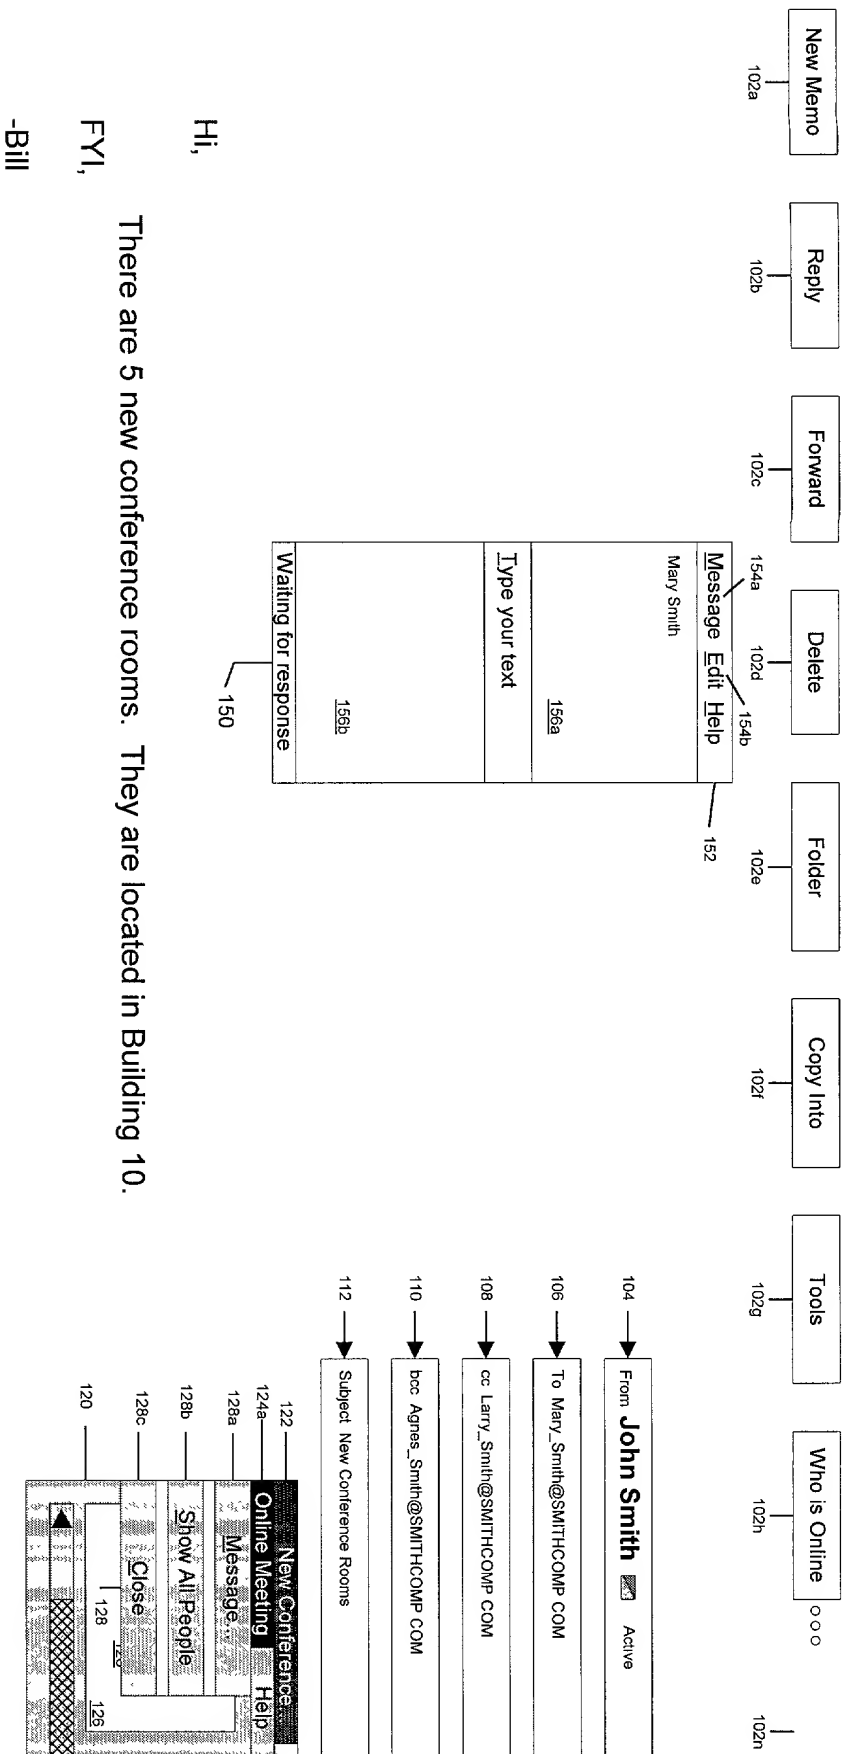 New Memo
Reply
Forward
Delete
Folder
Copy Into
Tools
Who is Online
ooo
102a
102b
102c
102d
102e
102f
102g
102h
102n
154a
154b
Message Edit Help
152
Mary Smith
156a
Type your text
156b
Waiting for response
150
104
From John Smith Active
106
To Mary_Smith@SMITHCOMP COM
108
cc Larry_Smith@SMITHCOMP COM
110
bcc Agnes_Smith@SMITHCOMP COM
112
Subject New Conference Rooms
122
New Conference...
124a
Online Meeting Help
128a
Message...
128b
Show All People
128c
Close
128
126
120
Hi,
There are 5 new conference rooms. They are located in Building 10.
FYI,
-Bill